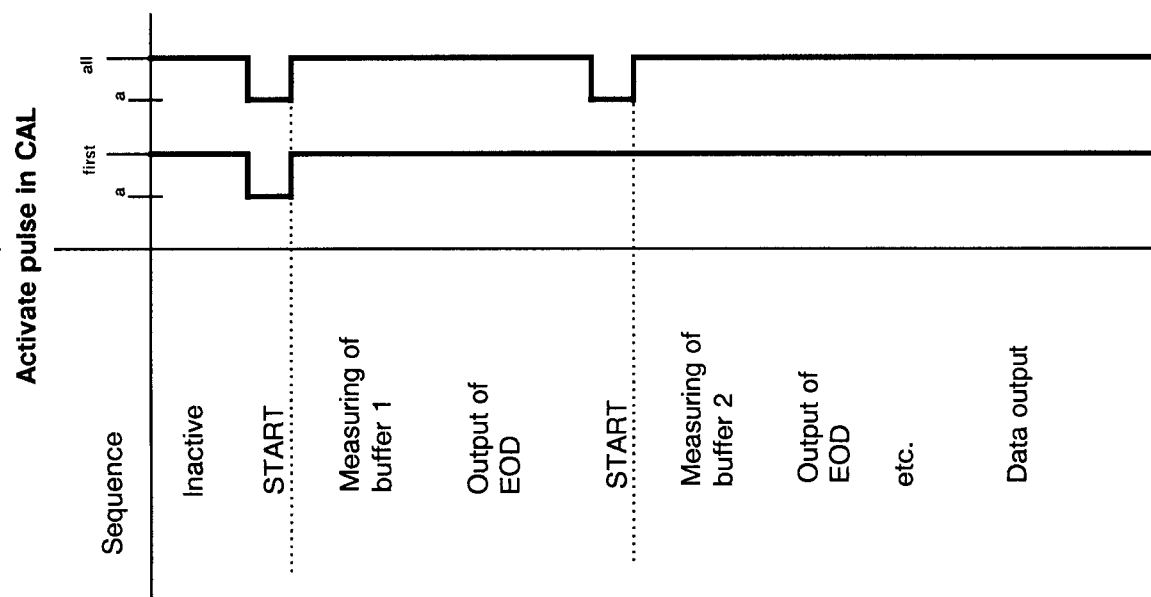 Activate pulse in CAL
all
a
first
a
Sequence
Inactive
START
Measuring of
buffer 1
Output of
EOD
START
Measuring of
buffer 2
Output of
EOD
etc.
Data output